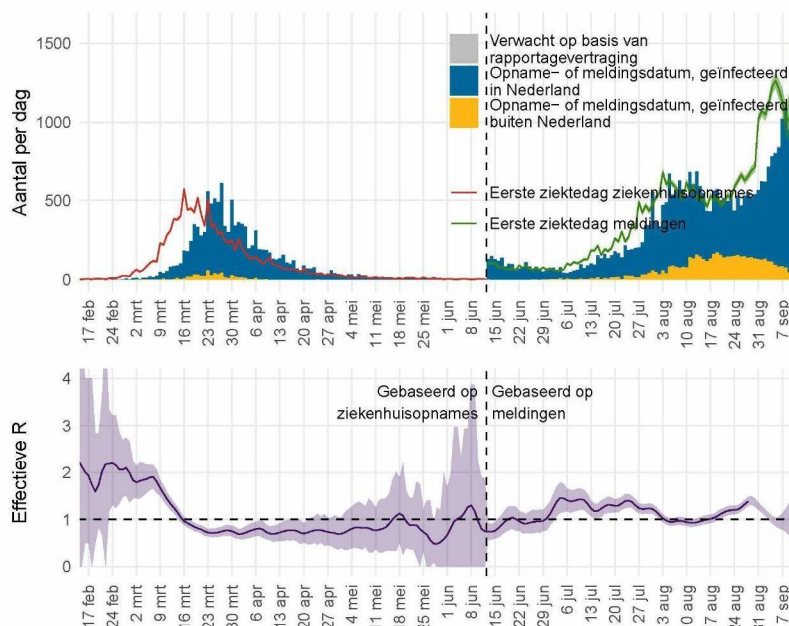 1500
1000
500
0
Aantal per dag
Verwacht op basis van
rapportagevertraging
Opname- of meldingsdatum, geïnfecteerd
in Nederland
Opname- of meldingsdatum, geïnfecteerd
buiten Nederland
Eerste ziektedag ziekenhuisopnames
Eerste ziektedag meldingen
17 feb
24 feb
2 mrt
9 mrt
16 mrt
23 mrt
30 mrt
6 apr
13 apr
20 apr
27 apr
4 mei
11 mei
18 mei
25 mei
1 jun
8 jun
15 jun
22 jun
29 jun
6 jul
13 jul
20 jul
27 jul
3 aug
10 aug
17 aug
24 aug
31 aug
7 sep
4
3
2
1
0
Effectieve R
Gebaseerd op
ziekenhuisopnames
Gebaseerd op
meldingen
17 feb
24 feb
2 mrt
9 mrt
16 mrt
23 mrt
30 mrt
6 apr
13 apr
20 apr
27 apr
4 mei
11 mei
18 mei
25 mei
1 jun
8 jun
15 jun
22 jun
29 jun
6 jul
13 jul
20 jul
27 jul
3 aug
10 aug
17 aug
24 aug
31 aug
7 sep